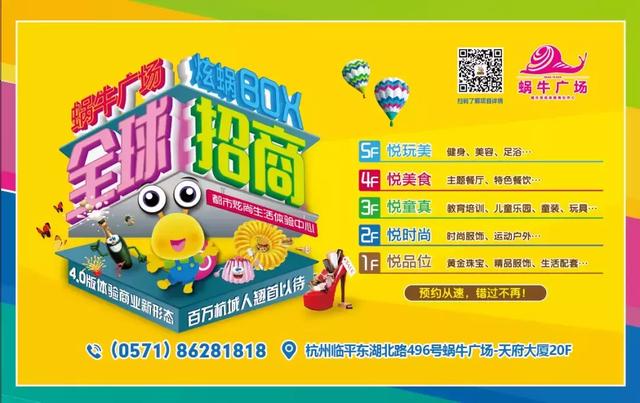 蜗牛广场
炫蜗BOX
全球招商
都市炫尚生活体验中心
4.0版体验商业新形态
百万杭城人翘首以待
扫码了解项目详情
蜗牛广场
5F 悦玩美 健身、美容、足浴…
4F 悦美食 主题餐厅、特色餐饮…
3F 悦童真 教育培训、儿童乐园、童装、玩具…
2F 悦时尚 时尚服饰、运动户外…
1F 悦品位 黄金珠宝、精品服饰、生活配套…
预约从速，错过不再！
(0571) 86281818
杭州临平东湖北路496号蜗牛广场-天府大厦20F